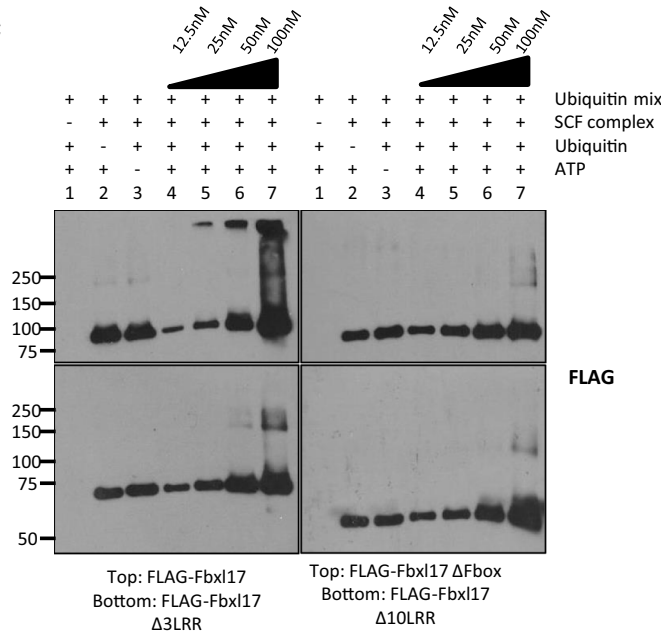 12.5nM 25nM 50nM 100nM 12.5nM 25nM 50nM 100nM
+ + + + + + + + + + + + + + Ubiquitin mix
- + + + + + + - + + + + + + SCF complex
+ - + + + + + + - + + + + + Ubiquitin
+ + - + + + + + + - + + + + ATP
1 2 3 4 5 6 7 1 2 3 4 5 6 7
250
150
100
75
FLAG
250
150
100
75
50
Top: FLAG-Fbxl17
Bottom: FLAG-Fbxl17
Δ3LRR
Top: FLAG-Fbxl17 ΔFbox
Bottom: FLAG-Fbxl17
Δ10LRR